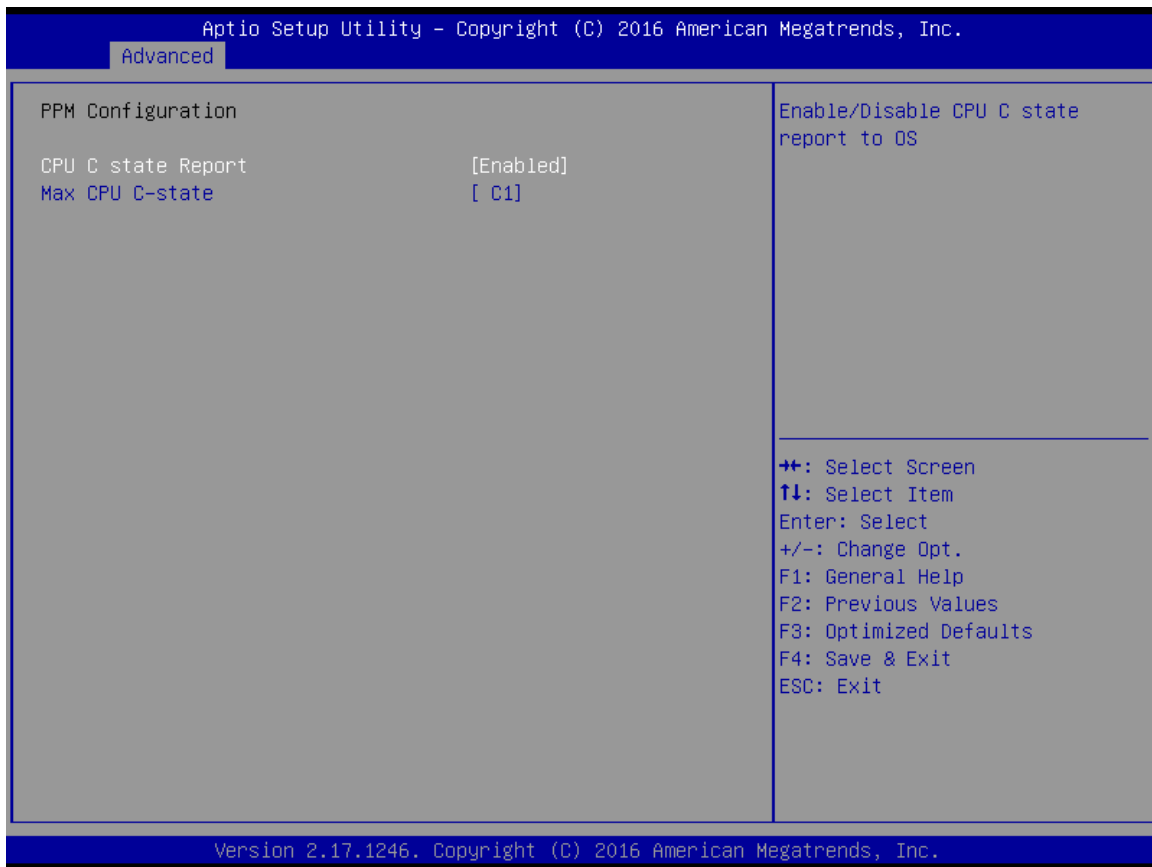 Aptio Setup Utility – Copyright (C) 2016 American Megatrends, Inc.
Advanced
PPM Configuration
CPU C state Report [Enabled]
Max CPU C-state [ C1]
Enable/Disable CPU C state
report to OS
→←: Select Screen
↑↓: Select Item
Enter: Select
+/-: Change Opt.
F1: General Help
F2: Previous Values
F3: Optimized Defaults
F4: Save & Exit
ESC: Exit
Version 2.17.1246. Copyright (C) 2016 American Megatrends, Inc.